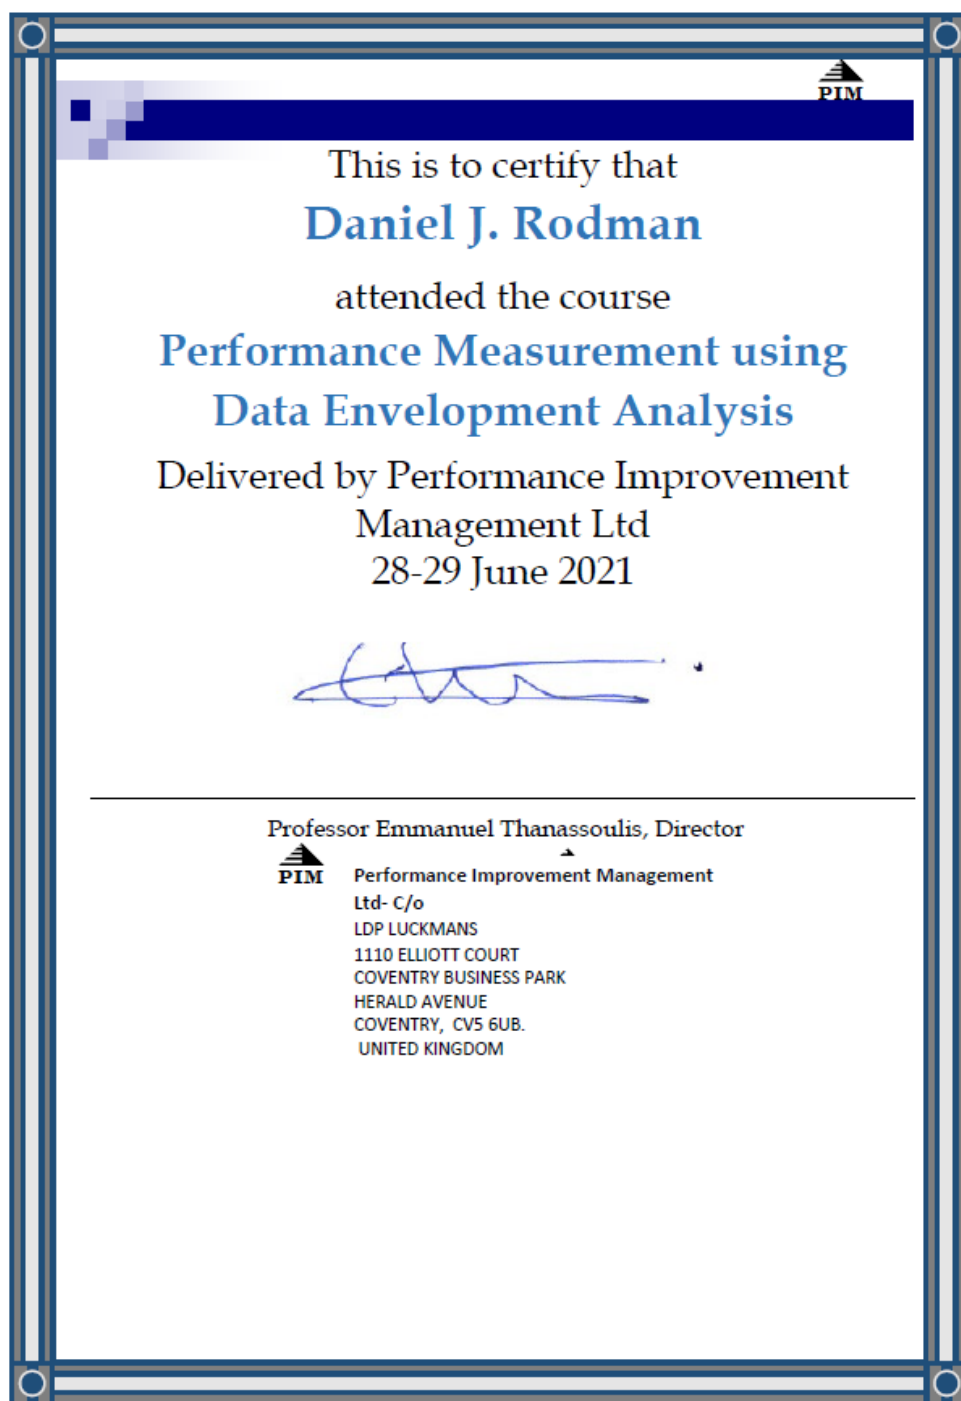 PIM
This is to certify that
Daniel J. Rodman
attended the course
Performance Measurement using
Data Envelopment Analysis
Delivered by Performance Improvement
Management Ltd
28-29 June 2021
Professor Emmanuel Thanassoulis, Director
PIM
Performance Improvement Management
Ltd- C/o
LDP LUCKMANS
1110 ELLIOTT COURT
COVENTRY BUSINESS PARK
HERALD AVENUE
COVENTRY, CV5 6UB.
UNITED KINGDOM